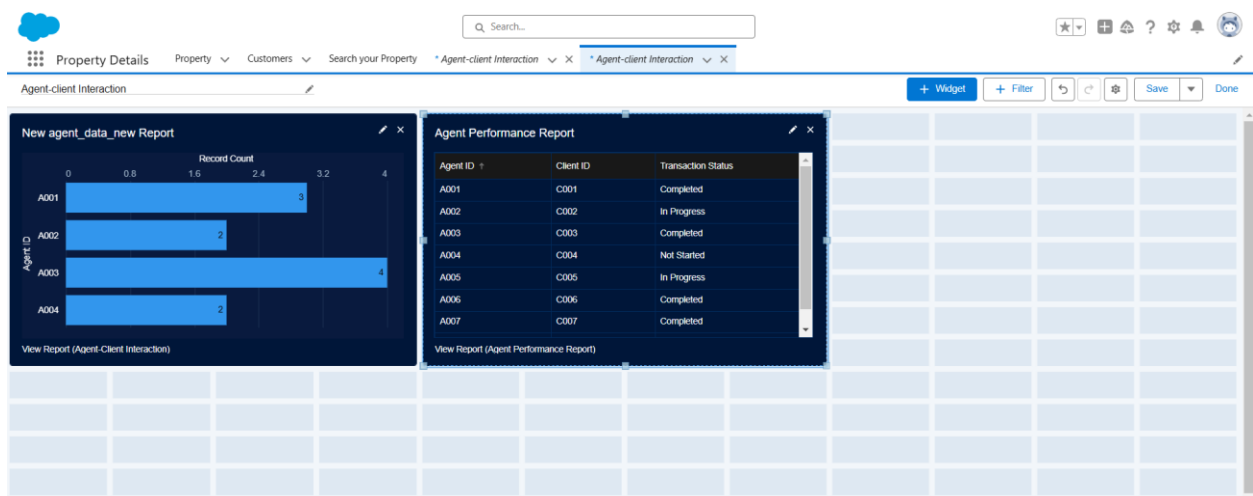 Search...
Property Details Property Customers Search your Property * Agent-client Interaction * Agent-client Interaction
Agent-client Interaction + Widget + Filter Save Done
New agent_data_new Report
Record Count
0 0.8 1.6 2.4 3.2 4
Agent ID
A001 3
A002 2
A003 4
A004 2
View Report (Agent-Client Interaction)
Agent Performance Report
Agent ID ↑ Client ID Transaction Status
A001 C001 Completed
A002 C002 In Progress
A003 C003 Completed
A004 C004 Not Started
A005 C005 In Progress
A006 C006 Completed
A007 C007 Completed
View Report (Agent Performance Report)